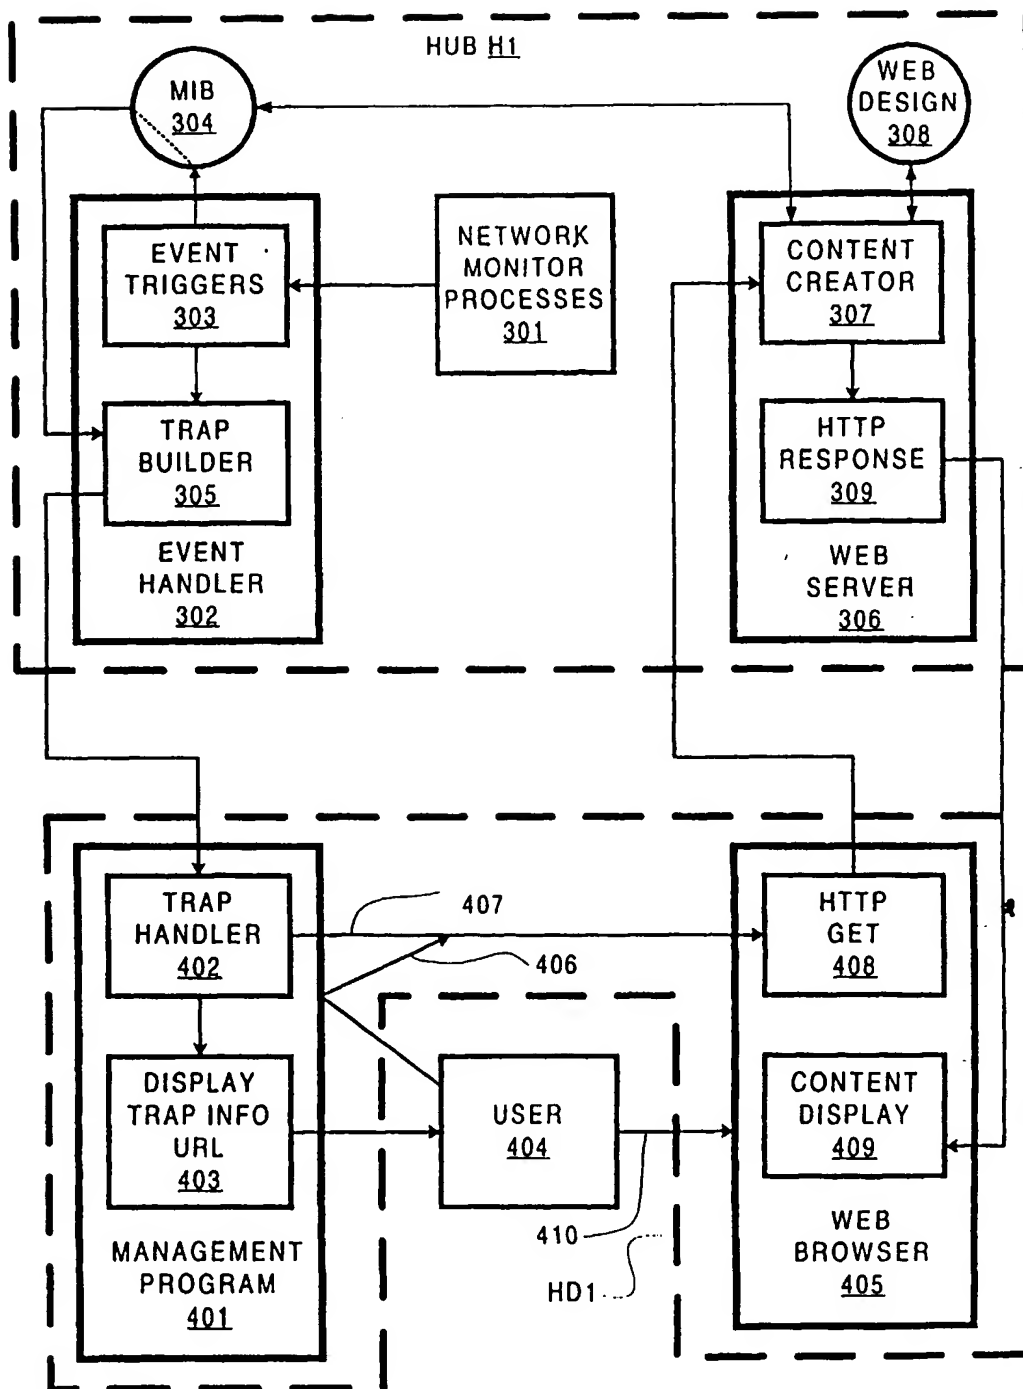 HUB H1
MIB
304
WEB
DESIGN
308
EVENT
TRIGGERS
303
NETWORK
MONITOR
PROCESSES
301
CONTENT
CREATOR
307
TRAP
BUILDER
305
HTTP
RESPONSE
309
EVENT
HANDLER
302
WEB
SERVER
306
TRAP
HANDLER
402
407
406
HTTP
GET
408
DISPLAY
TRAP INFO
URL
403
USER
404
CONTENT
DISPLAY
409
410
HD1
MANAGEMENT
PROGRAM
401
WEB
BROWSER
405